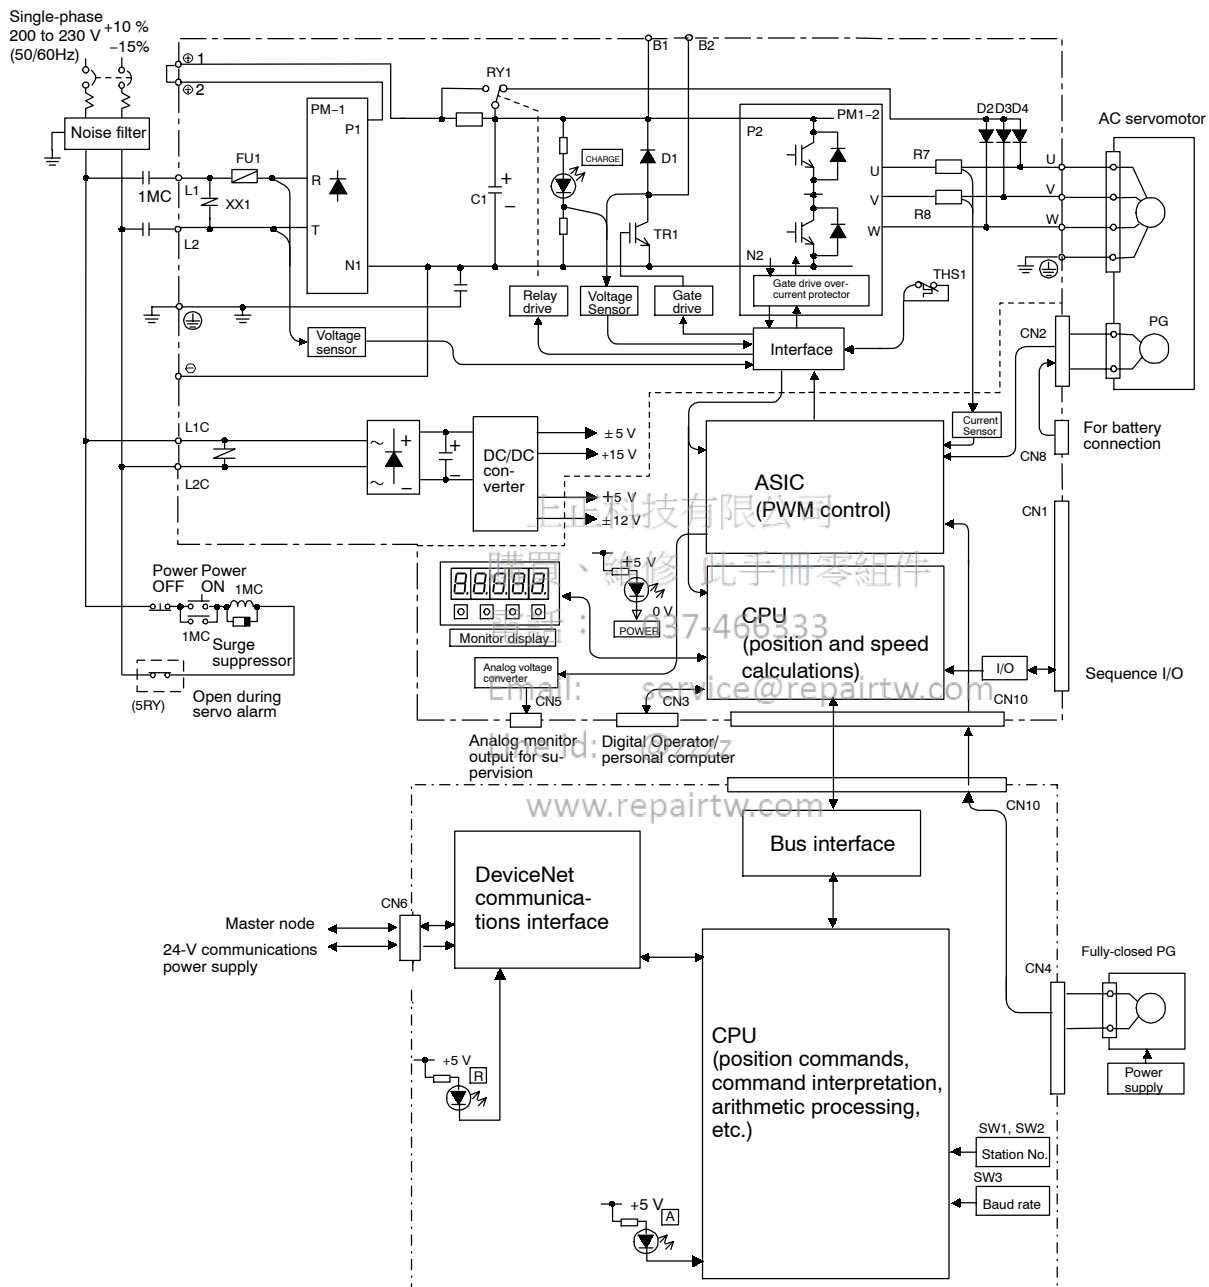 Single-phase
200 to 230 V
+10 %
−15%
(50/60Hz)
⊕ 1
⊕ 2
Noise filter
1MC
L1
FU1
XX1
L2
PM−1
P1
R
T
N1
RY1
C1
+
−
CHARGE
D1
TR1
B1
B2
PM1-2
P2
U
V
W
N2
Gate drive over-
current protector
R7
R8
D2 D3 D4
U
V
W
AC servomotor
THS1
Relay
drive
Voltage
Sensor
Gate
drive
Interface
Voltage
sensor
⊖
CN2
PG
Current
Sensor
CN8
For battery
connection
L1C
L2C
~
~
+
−
+
−
DC/DC
con-
verter
±5 V
+15 V
+5 V
±12 V
ASIC
(PWM control)
CN1
上正科技有限公司
購買、維修 此手冊零組件
電話： 037-466333
Email: service@repairtw.com
Line id: @zzzz
www.repairtw.com
Power Power
OFF ON
1MC
1MC
Surge
suppressor
(5RY)
Open during
servo alarm
8.8.8.8.8.
Monitor display
+5 V
0 V
POWER
CPU
(position and speed
calculations)
I/O
Sequence I/O
Analog voltage
converter
CN5
CN3
CN10
Analog monitor
output for su-
pervision
Digital Operator/
personal computer
CN10
Bus interface
DeviceNet
communica-
tions interface
CN6
Master node
24-V communications
power supply
CN4
Fully-closed PG
Power
supply
+5 V
R
CPU
(position commands,
command interpretation,
arithmetic processing,
etc.)
SW1, SW2
Station No.
SW3
Baud rate
+5 V
A